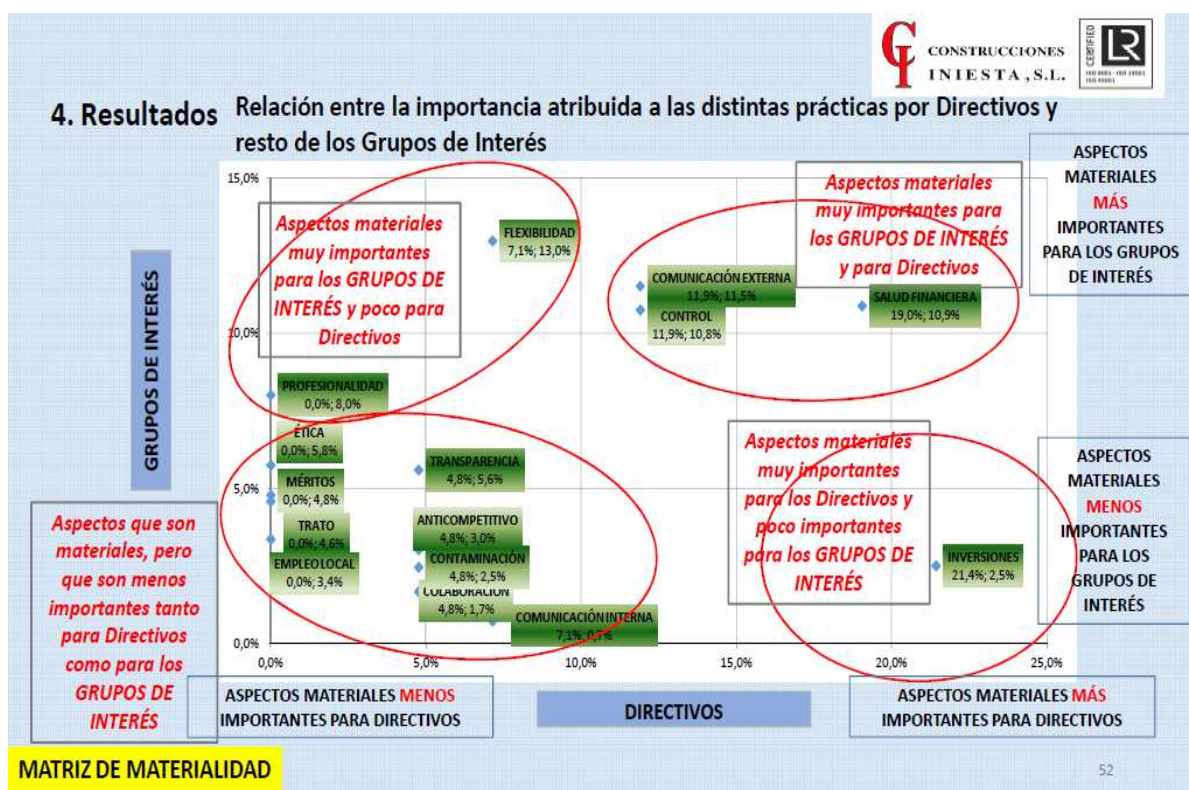 CI CONSTRUCCIONES
INIESTA, S.L.
CERTIFIED
LR
4. Resultados
Relación entre la importancia atribuida a las distintas prácticas por Directivos y
resto de los Grupos de Interés
ASPECTOS
MATERIALES
MÁS
IMPORTANTES
PARA LOS GRUPOS
DE INTERÉS
15,0%
10,0%
5,0%
0,0%
GRUPOS DE INTERÉS
Aspectos materiales
muy importantes
para los GRUPOS DE
INTERÉS y poco para
Directivos
FLEXIBILIDAD
7,1%; 13,0%
Aspectos materiales
muy importantes para
los GRUPOS DE INTERÉS
y para Directivos
COMUNICACIÓN EXTERNA
11,9%; 11,5%
CONTROL
11,9%; 10,8%
SALUD FINANCIERA
19,0%; 10,9%
PROFESIONALIDAD
0,0%; 8,0%
ÉTICA
0,0%; 5,8%
MÉRITOS
0,0%; 4,8%
TRATO
0,0%; 4,6%
EMPLEO LOCAL
0,0%; 3,4%
TRANSPARENCIA
4,8%; 5,6%
ANTICOMPETITIVO
4,8%; 3,0%
CONTAMINACIÓN
4,8%; 2,5%
COLABORACIÓN
4,8%; 1,7%
COMUNICACIÓN INTERNA
7,1%; 0,7%
Aspectos materiales
muy importantes
para los Directivos y
poco importantes
para los GRUPOS DE
INTERÉS
INVERSIONES
21,4%; 2,5%
ASPECTOS
MATERIALES
MENOS
IMPORTANTES
PARA LOS
GRUPOS DE
INTERÉS
Aspectos que son
materiales, pero
que son menos
importantes tanto
para Directivos
como para los
GRUPOS DE
INTERÉS
0,0%
5,0%
10,0%
15,0%
20,0%
25,0%
ASPECTOS MATERIALES MENOS
IMPORTANTES PARA DIRECTIVOS
DIRECTIVOS
ASPECTOS MATERIALES MÁS
IMPORTANTES PARA DIRECTIVOS
MATRIZ DE MATERIALIDAD
52